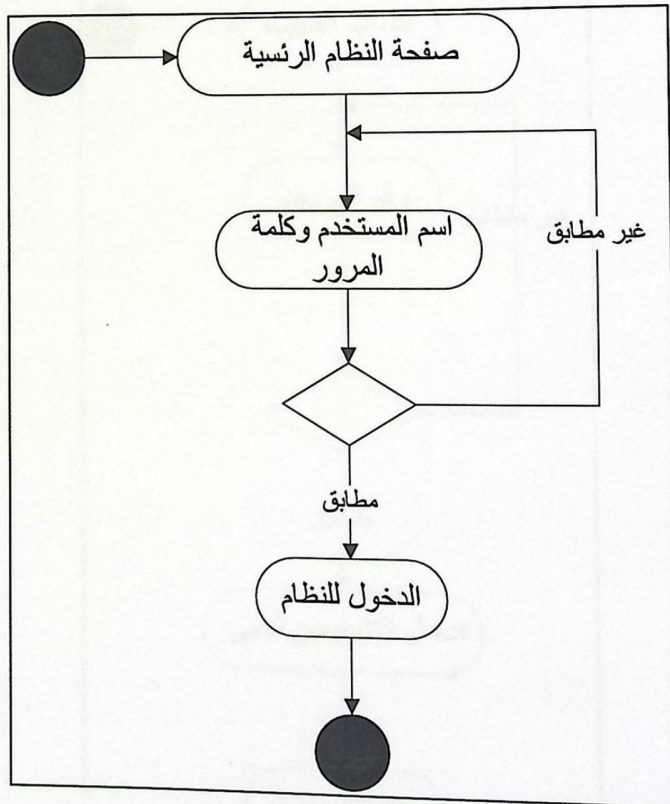 صفحة النظام الرئسية
اسم المستخدم وكلمة
المرور
غير مطابق
مطابق
الدخول للنظام